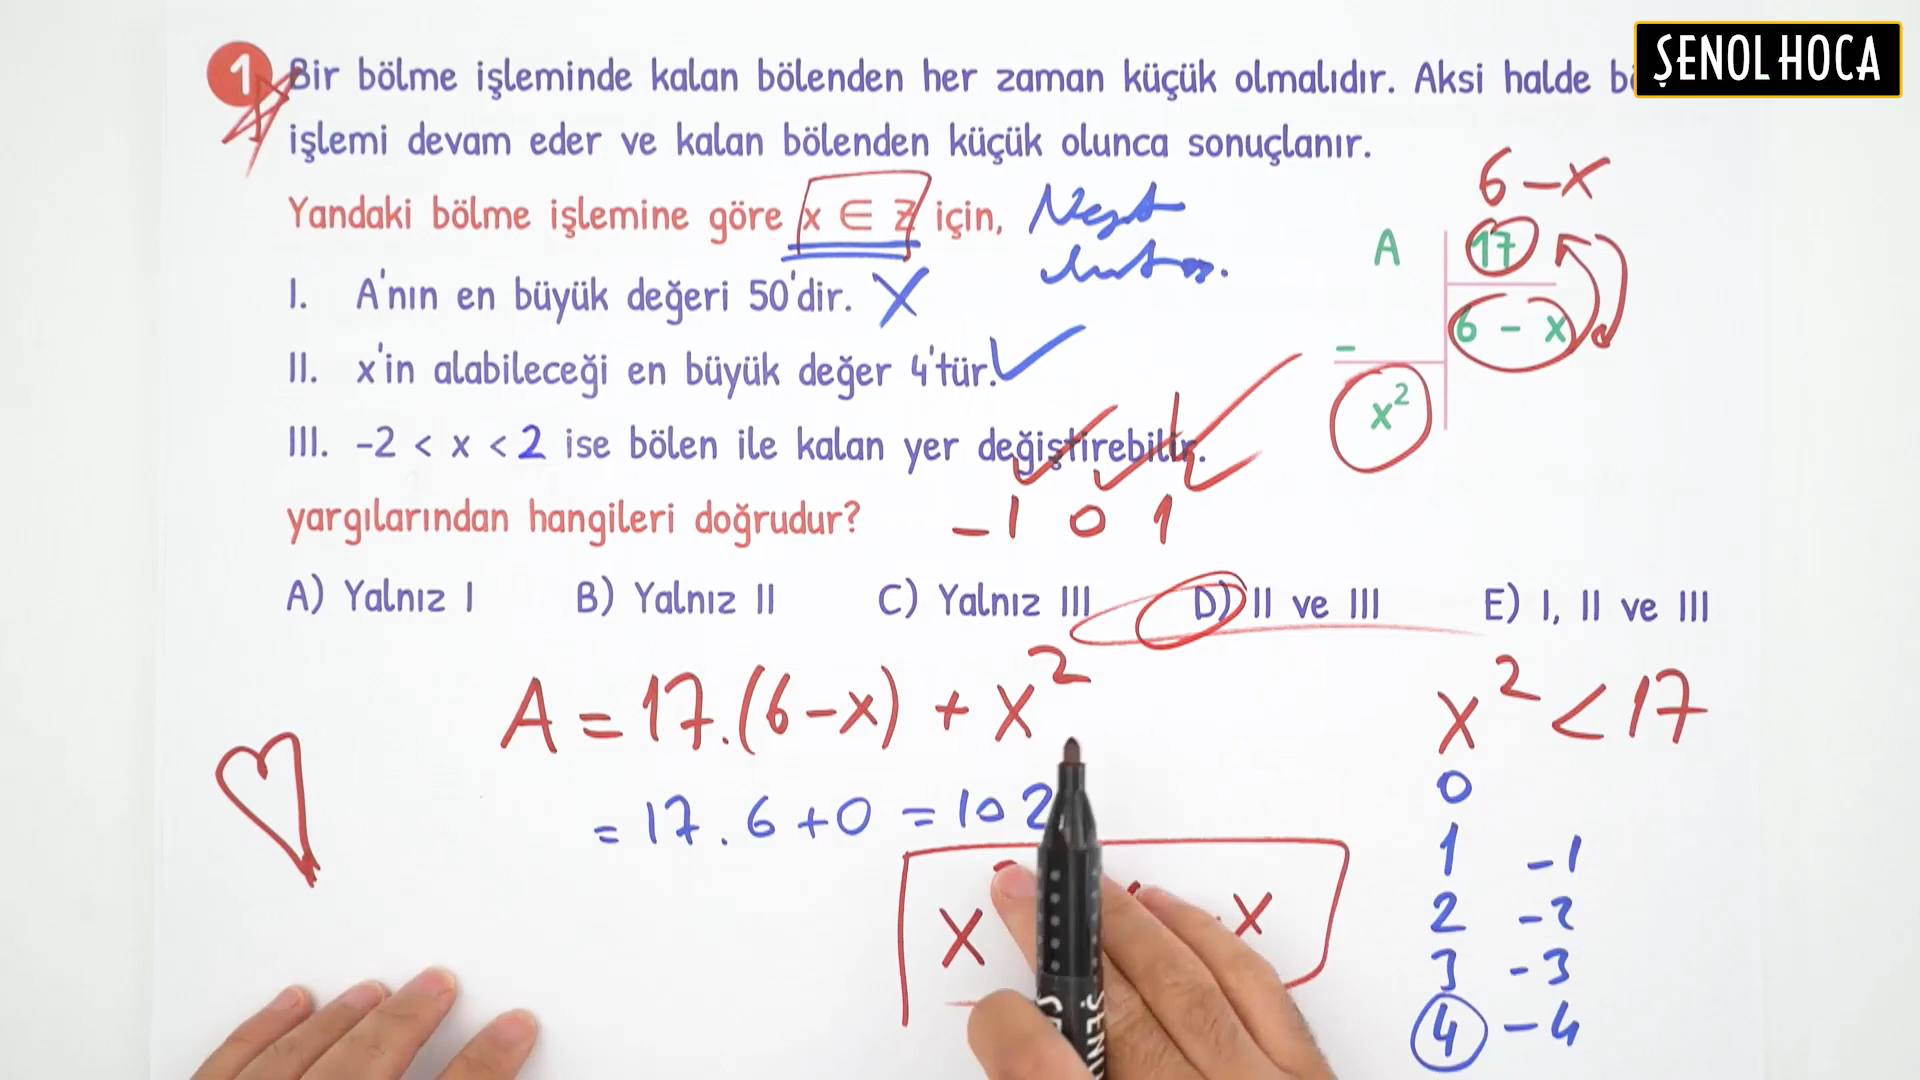 ŞENOL HOCA
1 Bir bölme işleminde kalan bölenden her zaman küçük olmalıdır. Aksi halde
işlemi devam eder ve kalan bölenden küçük olunca sonuçlanır.
Yandaki bölme işlemine göre x ∈ Z için,
I. A'nın en büyük değeri 50'dir. X
II. x'in alabileceği en büyük değer 4'tür. ✓
III. -2 < x < 2 ise bölen ile kalan yer değiştirebilir.
yargılarından hangileri doğrudur?
-1 0 1
6 - x
A 17
6 - x
-
x²
A) Yalnız I B) Yalnız II C) Yalnız III D) II ve III E) I, II ve III
A = 17.(6-x) + x²
= 17.6+0 = 102
x
-x
x² < 17
0
1 -1
2 -2
3 -3
4 -4